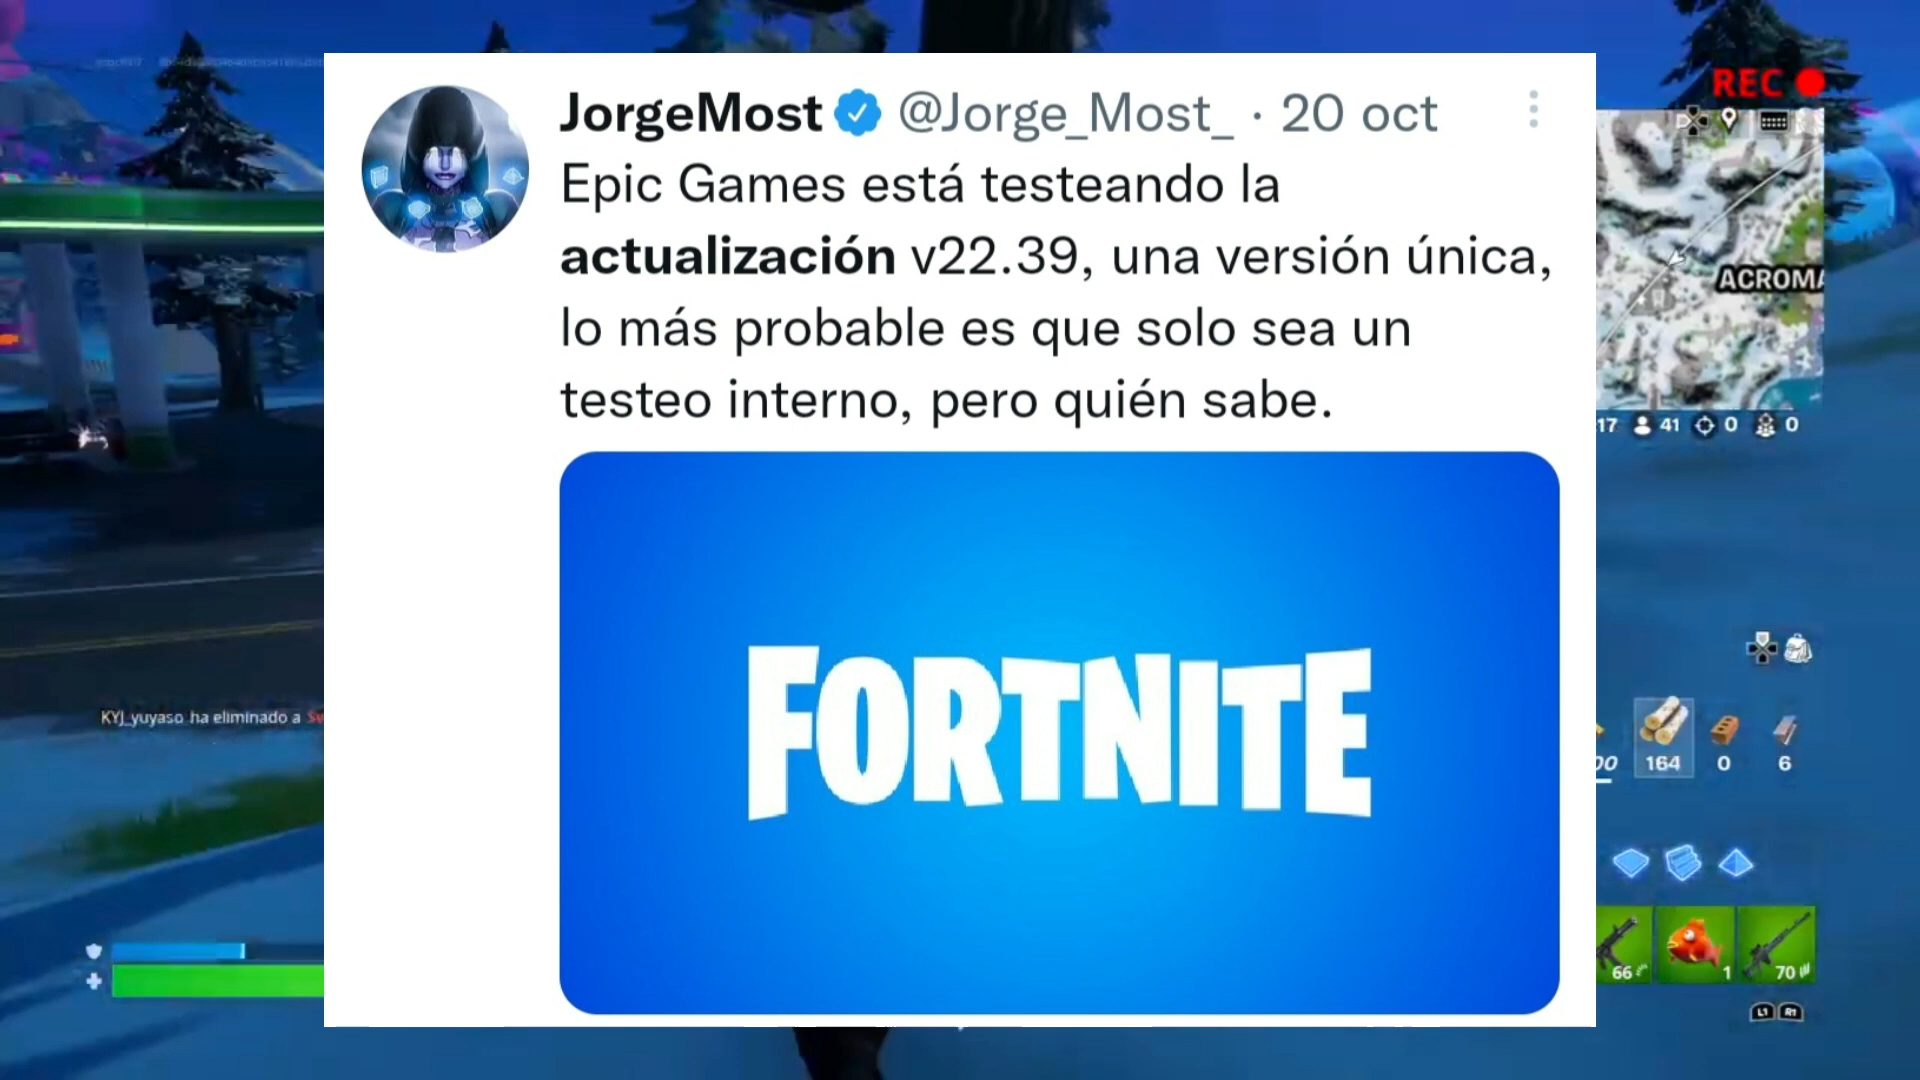 JorgeMost @Jorge_Most_ · 20 oct
Epic Games está testeando la
actualización v22.39, una versión única,
lo más probable es que solo sea un
testeo interno, pero quién sabe.
FORTNITE
REC
ACROMA
17 41 0 0
KYJ_yuyaso ha eliminado a
164 0 6
66 1 70
L1 R1